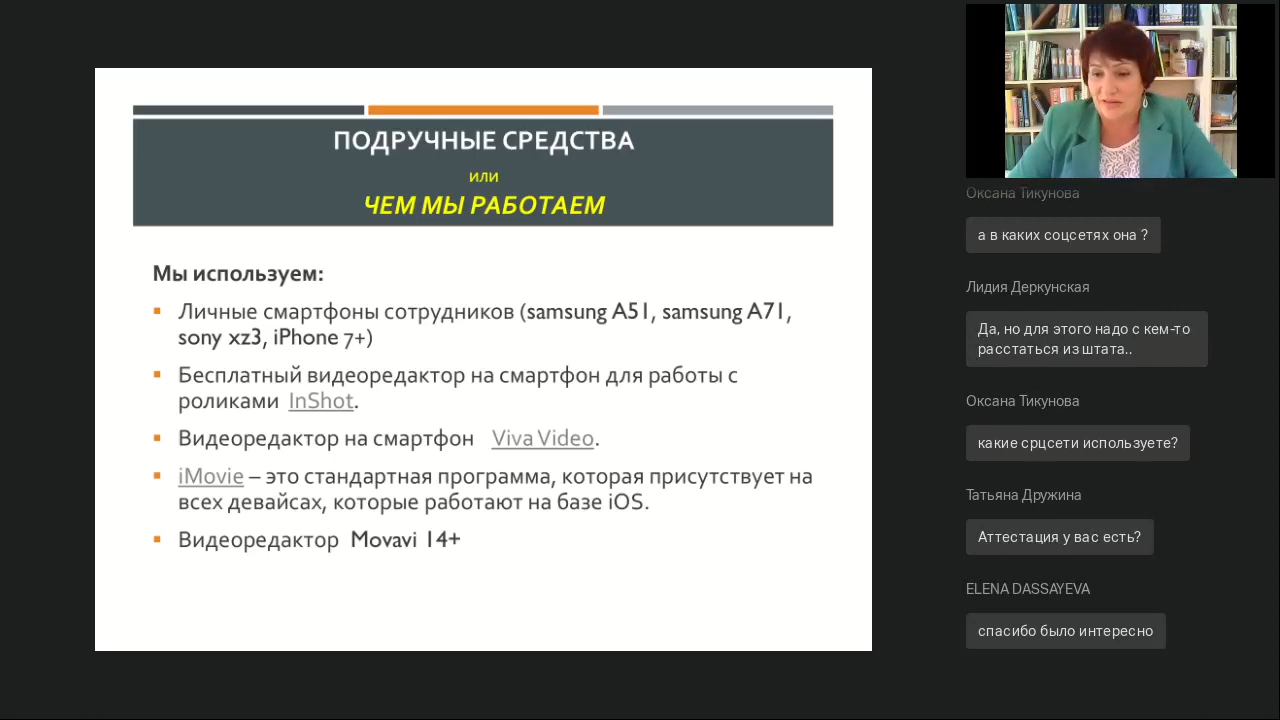 ПОДРУЧНЫЕ СРЕДСТВА
ИЛИ
ЧЕМ МЫ РАБОТАЕМ
Мы используем:
Личные смартфоны сотрудников (samsung A51, samsung A71,
sony xz3, iPhone 7+)
Бесплатный видеоредактор на смартфон для работы с
роликами InShot.
Видеоредактор на смартфон Viva Video.
iMovie – это стандартная программа, которая присутствует на
всех девайсах, которые работают на базе iOS.
Видеоредактор Movavi 14+
Оксана Тикунова
а в каких соцсетях она ?
Лидия Деркунская
Да, но для этого надо с кем-то
расстаться из штата..
Оксана Тикунова
какие срцсети используете?
Татьяна Дружина
Аттестация у вас есть?
ELENA DASSAYEVA
спасибо было интересно